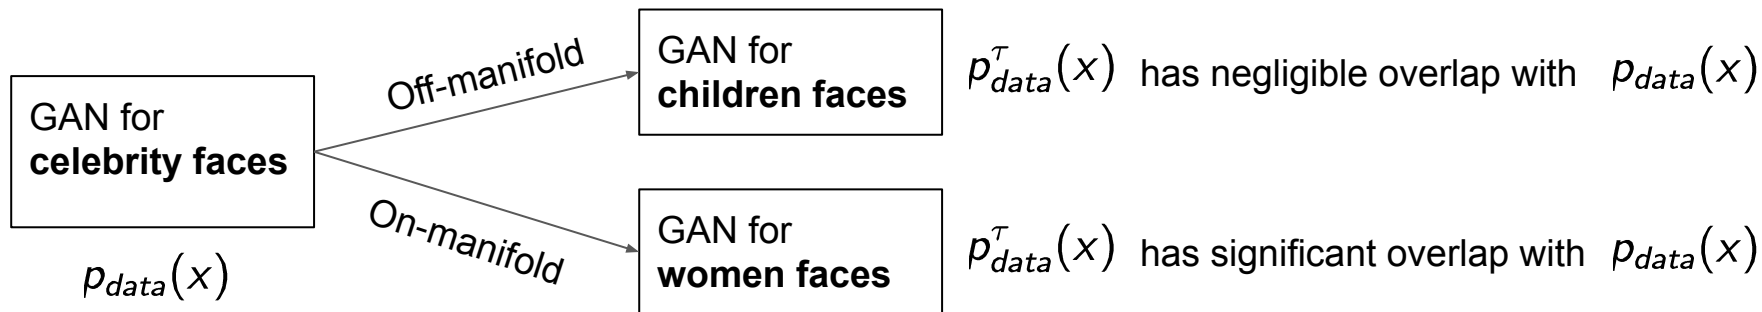 GAN for
celebrity faces
p_data(x)
Off-manifold
GAN for
children faces
p^τ_data(x) has negligible overlap with p_data(x)
On-manifold
GAN for
women faces
p^τ_data(x) has significant overlap with p_data(x)